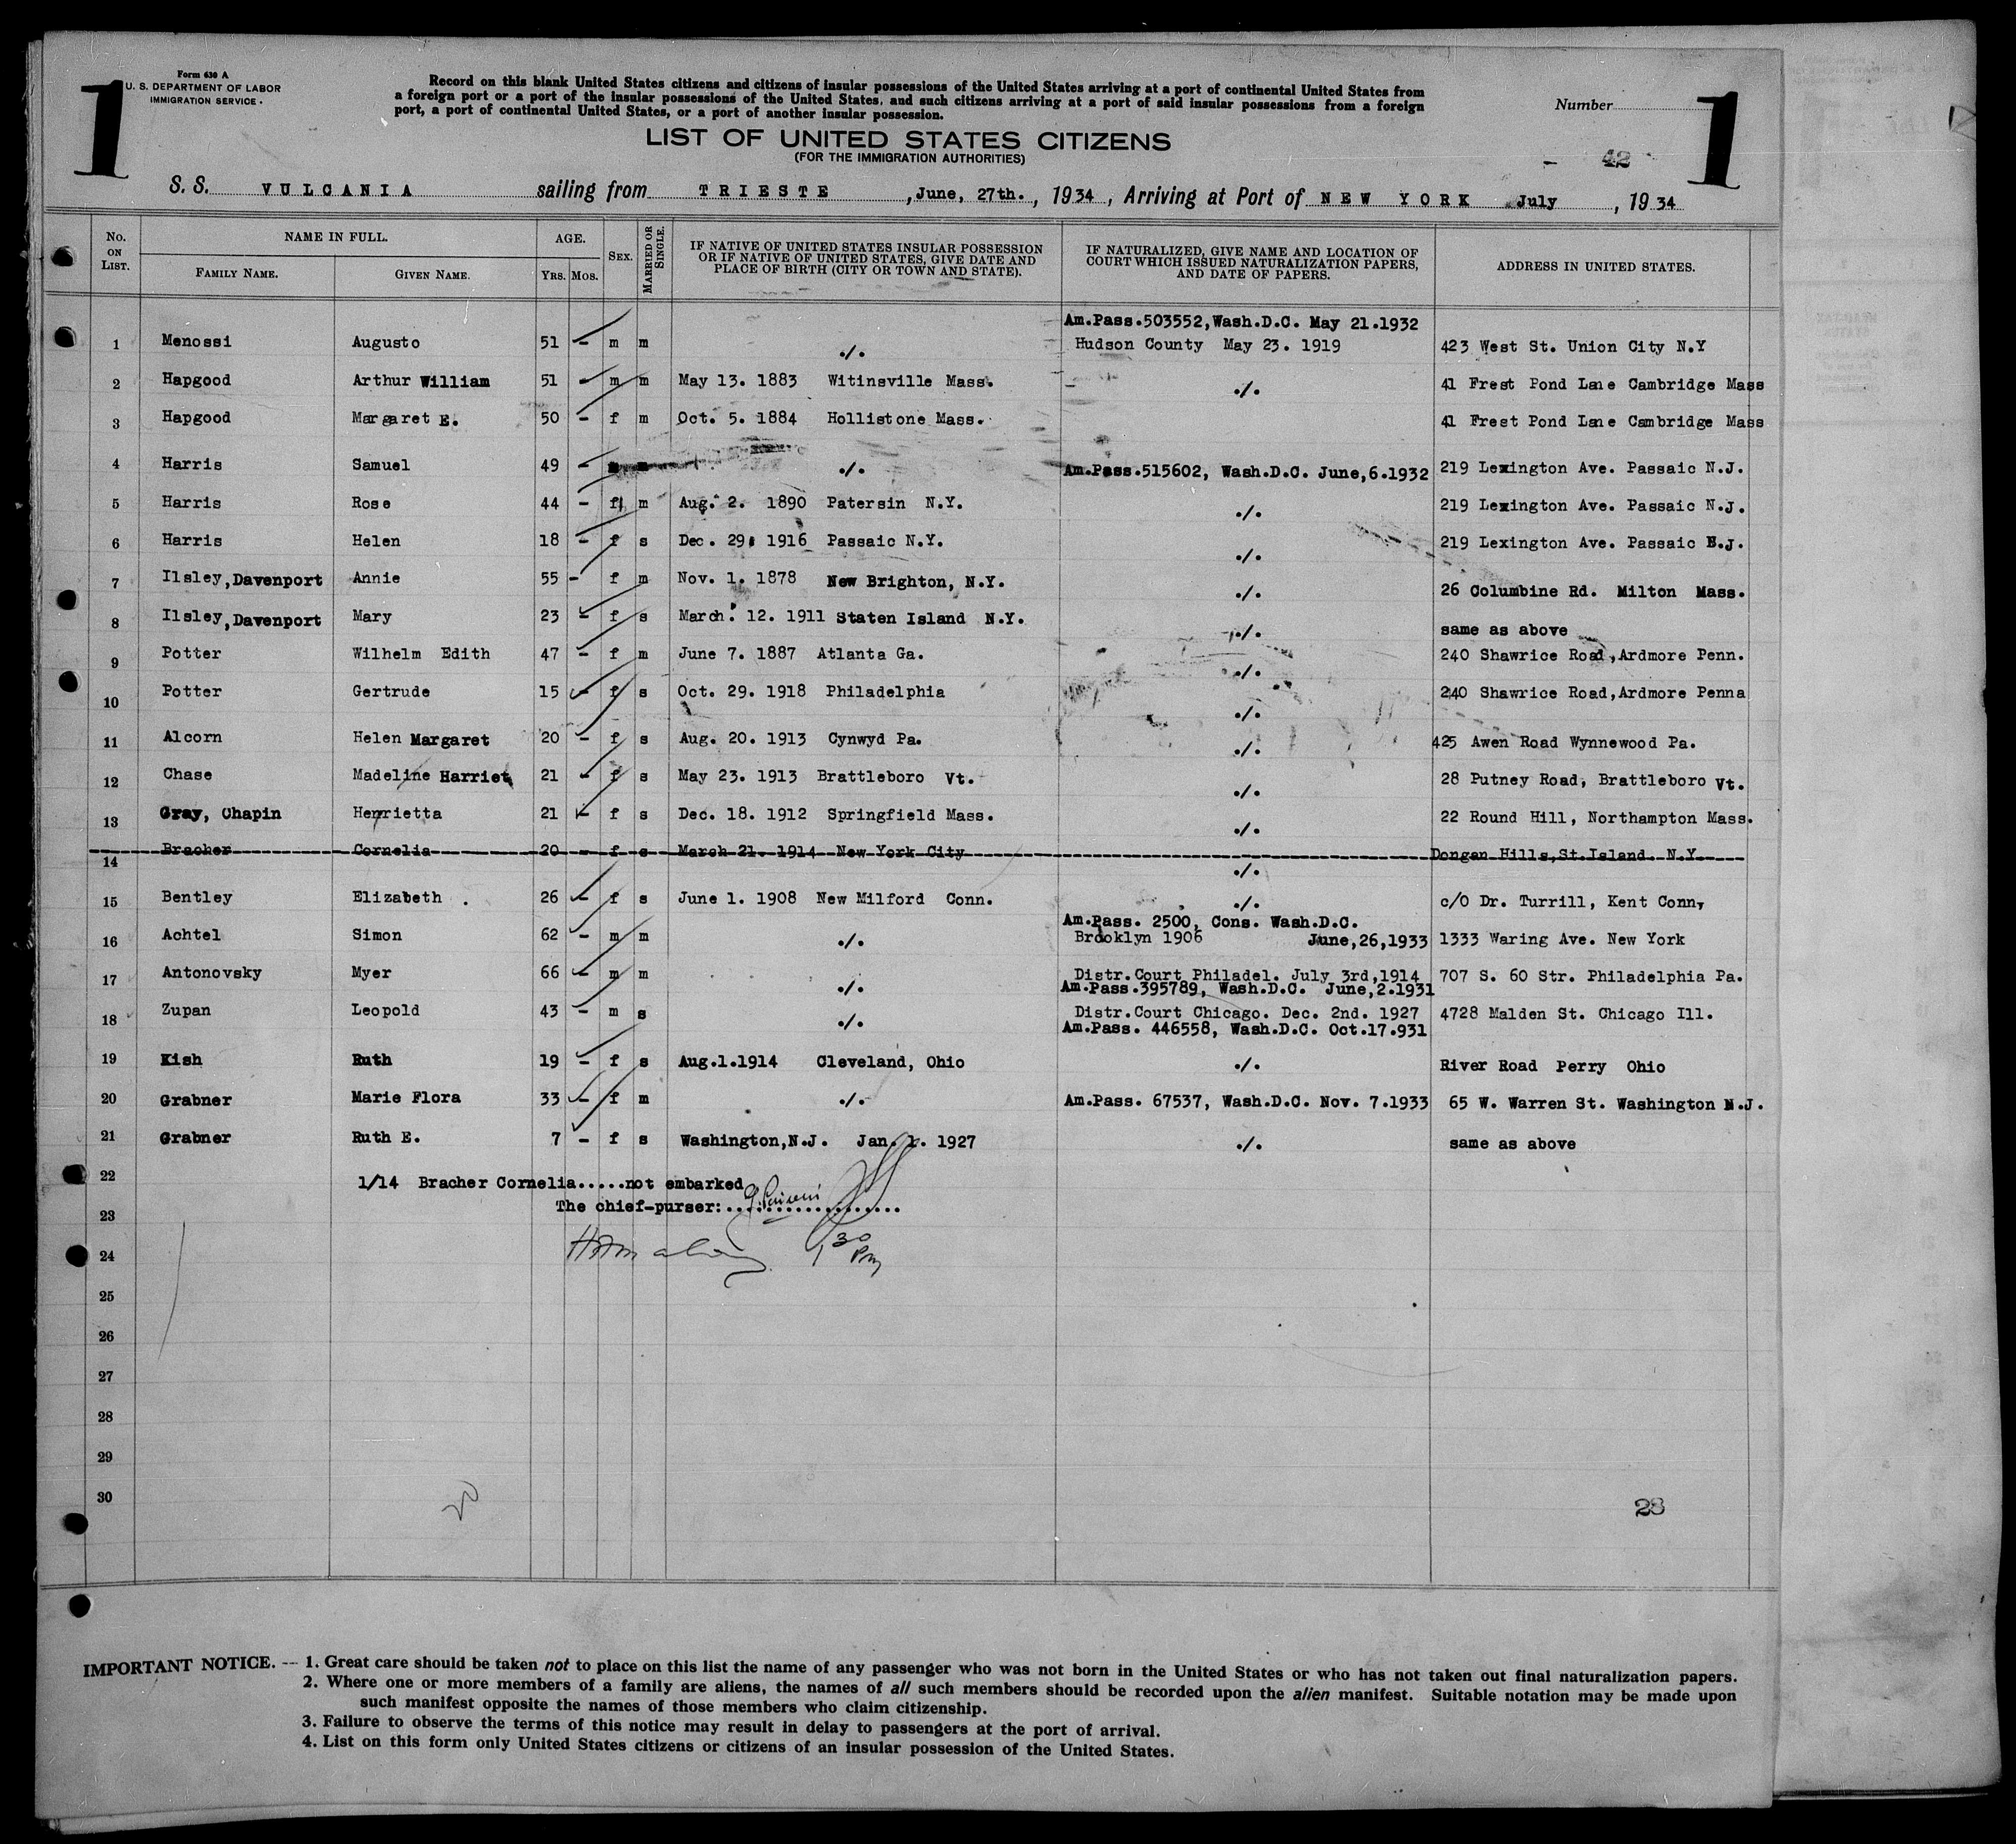 1
Form 630 A
U. S. DEPARTMENT OF LABOR
IMMIGRATION SERVICE
Record on this blank United States citizens and citizens of insular possessions of the United States arriving at a port of continental United States from
a foreign port or a port of the insular possessions of the United States, and such citizens arriving at a port of said insular possessions from a foreign
port, a port of continental United States, or a port of another insular possession.
Number
1
LIST OF UNITED STATES CITIZENS
(FOR THE IMMIGRATION AUTHORITIES)
- 42
S. S. VULCANIA sailing from TRIESTE, June, 27th., 1934, Arriving at Port of NEW YORK July, 1934
No. ON LIST. NAME IN FULL. FAMILY NAME. GIVEN NAME. AGE. YRS. MOS. SEX. MARRIED OR SINGLE. IF NATIVE OF UNITED STATES INSULAR POSSESSION OR IF NATIVE OF UNITED STATES, GIVE DATE AND PLACE OF BIRTH (CITY OR TOWN AND STATE). IF NATURALIZED, GIVE NAME AND LOCATION OF COURT WHICH ISSUED NATURALIZATION PAPERS, AND DATE OF PAPERS. ADDRESS IN UNITED STATES.
Am.Pass.503552,Wash.D.C. May 21.1932
1 Menossi Augusto 51 - m m ./. Hudson County May 23. 1919 423 West St. Union City N.Y
2 Hapgood Arthur William 51 - m m May 13. 1883 Witinsville Mass. ./. 41 Frest Pond Lane Cambridge Mass
3 Hapgood Margaret E. 50 - f m Oct. 5. 1884 Hollistone Mass. 41 Frest Pond Lane Cambridge Mass
4 Harris Samuel 49 - m m ./. Am.Pass.515602, Wash.D.C. June,6.1932 219 Lexington Ave. Passaic N.J.
5 Harris Rose 44 - f m Aug. 2. 1890 Patersin N.Y. ./. 219 Lexington Ave. Passaic N.J.
6 Harris Helen 18 - f s Dec. 29. 1916 Passaic N.Y. ./. 219 Lexington Ave. Passaic N.J.
7 Ilsley,Davenport Annie 55 - f m Nov. 1. 1878 New Brighton, N.Y. ./. 26 Columbine Rd. Milton Mass.
8 Ilsley,Davenport Mary 23 - f s March. 12. 1911 Staten Island N.Y. ./. same as above
9 Potter Wilhelm Edith 47 - f m June 7. 1887 Atlanta Ga. ./. 240 Shawrice Road,Ardmore Penn.
10 Potter Gertrude 15 - f s Oct. 29. 1918 Philadelphia ./. 240 Shawrice Road,Ardmore Penna
11 Alcorn Helen Margaret 20 - f s Aug. 20. 1913 Cynwyd Pa. ./. 425 Awen Road Wynnewood Pa.
12 Chase Madeline Harriet 21 - f s May 23. 1913 Brattleboro Vt. ./. 28 Putney Road, Brattleboro Vt.
13 Gray, Chapin Henrietta 21 - f s Dec. 18. 1912 Springfield Mass. ./. 22 Round Hill, Northampton Mass.
14 Bracher Cornelia 20 - f s March 21. 1914 New York City ./. Dongan Hills,St.Island N.Y.
15 Bentley Elizabeth . 26 - f s June 1. 1908 New Milford Conn. ./. c/O Dr. Turrill, Kent Conn,
Am.Pass. 2500, Cons. Wash.D.C.
16 Achtel Simon 62 - m m ./. Brooklyn 1906 June,26,1933 1333 Waring Ave. New York
17 Antonovsky Myer 66 - m m ./. Distr.Court Philadel. July 3rd,1914 707 S. 60 Str. Philadelphia Pa.
Am.Pass.395789, Wash.D.C. June,2.1931
18 Zupan Leopold 43 - m s ./. Distr.Court Chicago. Dec. 2nd. 1927 4728 Malden St. Chicago Ill.
Am.Pass. 446558, Wash.D.C. Oct.17.931
19 Kish Ruth 19 - f s Aug.1.1914 Cleveland, Ohio ./. River Road Perry Ohio
20 Grabner Marie Flora 33 - f m ./. Am.Pass. 67537, Wash.D.C. Nov. 7.1933 65 W. Warren St. Washington N.J.
21 Grabner Ruth E. 7 - f s Washington,N.J. Jan. 1. 1927 ./. same as above
22 1/14 Bracher Cornelia.....not embarked
The chief-purser:..................
23
24 1 30 Pm
25
26
27
28
29
30
20
28
IMPORTANT NOTICE. — 1. Great care should be taken not to place on this list the name of any passenger who was not born in the United States or who has not taken out final naturalization papers.
2. Where one or more members of a family are aliens, the names of all such members should be recorded upon the alien manifest. Suitable notation may be made upon
such manifest opposite the names of those members who claim citizenship.
3. Failure to observe the terms of this notice may result in delay to passengers at the port of arrival.
4. List on this form only United States citizens or citizens of an insular possession of the United States.